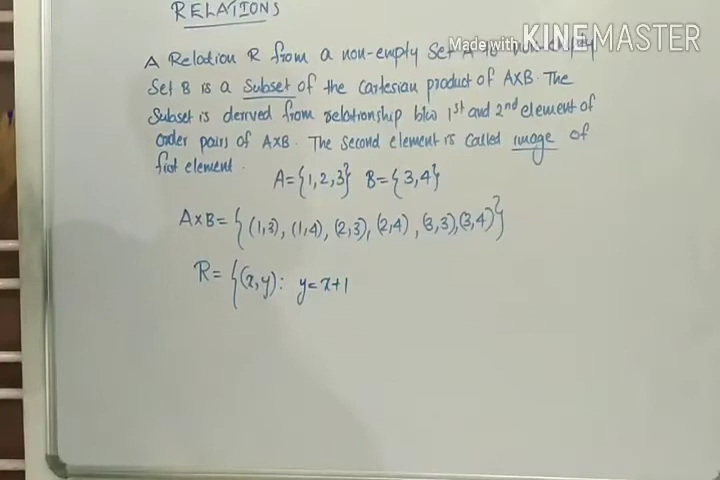 RELATIONS
Made with KINEMASTER
A Relation R from a non-empty Set A to non-empty
Set B is a Subset of the Cartesian product of A×B. The
Subset is derived from relationship b/w 1st and 2nd element of
order pairs of A×B. The Second element is Called image of
first element.
A={1,2,3} B={3,4}
A×B={(1,3), (1,4), (2,3), (2,4), (3,3),(3,4)}
R={(x,y): y=x+1